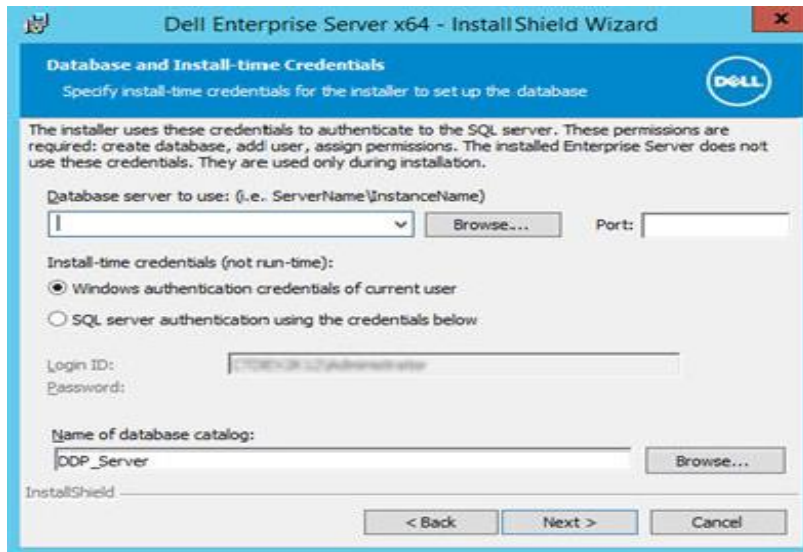 Dell Enterprise Server x64 - InstallShield Wizard
x
Database and Install-time Credentials
Specify install-time credentials for the installer to set up the database
DELL
The installer uses these credentials to authenticate to the SQL server. These permissions are
required: create database, add user, assign permissions. The installed Enterprise Server does not
use these credentials. They are used only during installation.
Database server to use: (i.e. ServerName\InstanceName)
Browse... Port:
Install-time credentials (not run-time):
Windows authentication credentials of current user
SQL server authentication using the credentials below
Login ID:
Password:
Name of database catalog:
DDP_Server Browse...
InstallShield
< Back Next > Cancel